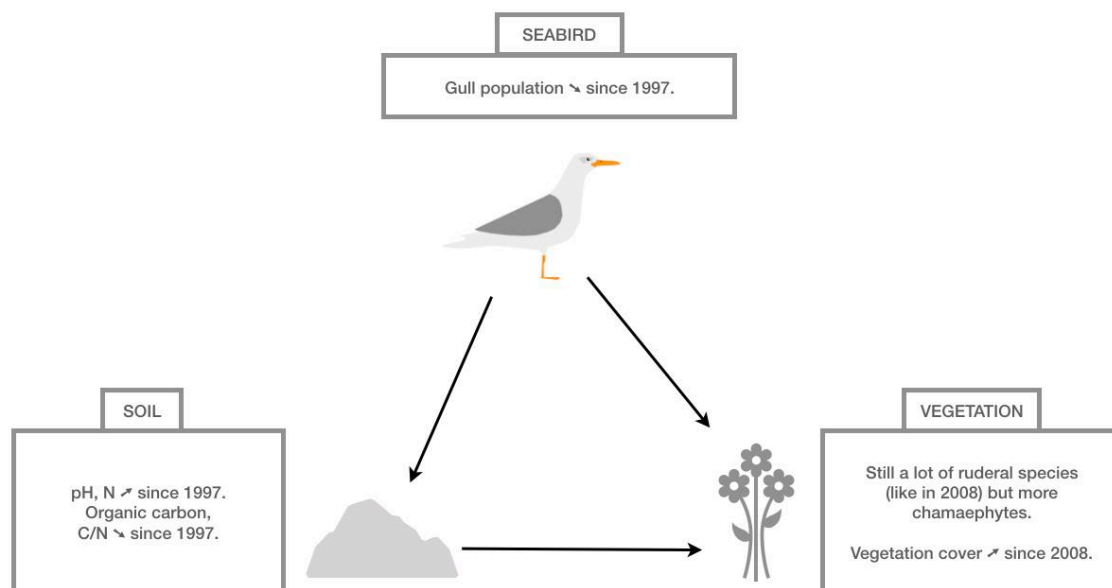 SEABIRD
Gull population ➘ since 1997.
SOIL
pH, N ➚ since 1997.
Organic carbon,
C/N ➘ since 1997.
VEGETATION
Still a lot of ruderal species
(like in 2008) but more
chamaephytes.
Vegetation cover ➚ since 2008.